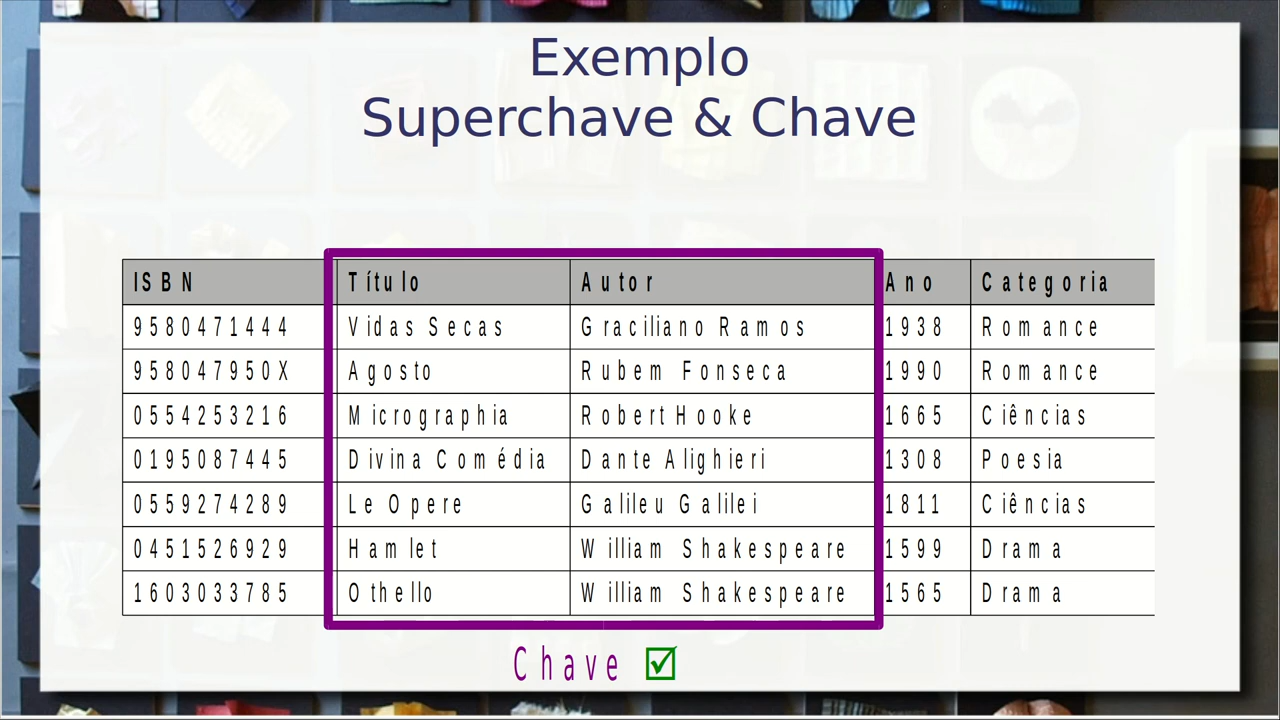 Exemplo
Superchave & Chave
ISBN Título Autor Ano Categoria
9580471444 Vidas Secas Graciliano Ramos 1938 Romance
958047950X Agosto Rubem Fonseca 1990 Romance
0554253216 Micrographia Robert Hooke 1665 Ciências
0195087445 Divina Comédia Dante Alighieri 1308 Poesia
0559274289 Le Opere Galileu Galilei 1811 Ciências
0451526929 Hamlet William Shakespeare 1599 Drama
1603033785 Othello William Shakespeare 1565 Drama
Chave ☑